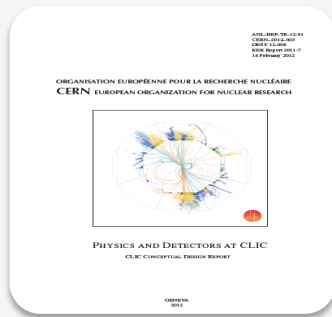 ANL-HEP-TR-12-01
CERN-2012-003
DESY 12-008
KEK Report 2011-7
14 February 2012
ORGANISATION EUROPÉENNE POUR LA RECHERCHE NUCLÉAIRE
CERN EUROPEAN ORGANIZATION FOR NUCLEAR RESEARCH
PHYSICS AND DETECTORS AT CLIC
CLIC CONCEPTUAL DESIGN REPORT
GENEVA
2012